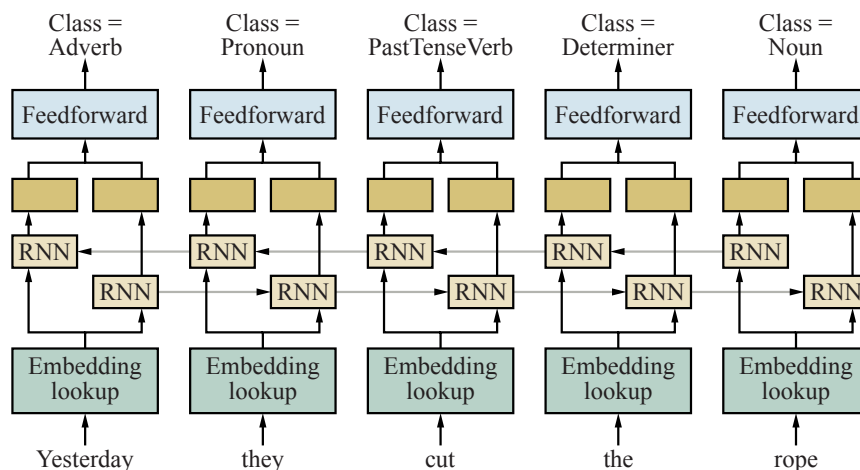 Class = Class = Class = Class = Class =
Adverb Pronoun PastTenseVerb Determiner Noun
Feedforward Feedforward Feedforward Feedforward Feedforward
RNN RNN RNN RNN RNN
RNN RNN RNN RNN RNN
Embedding Embedding Embedding Embedding Embedding
lookup lookup lookup lookup lookup
Yesterday they cut the rope